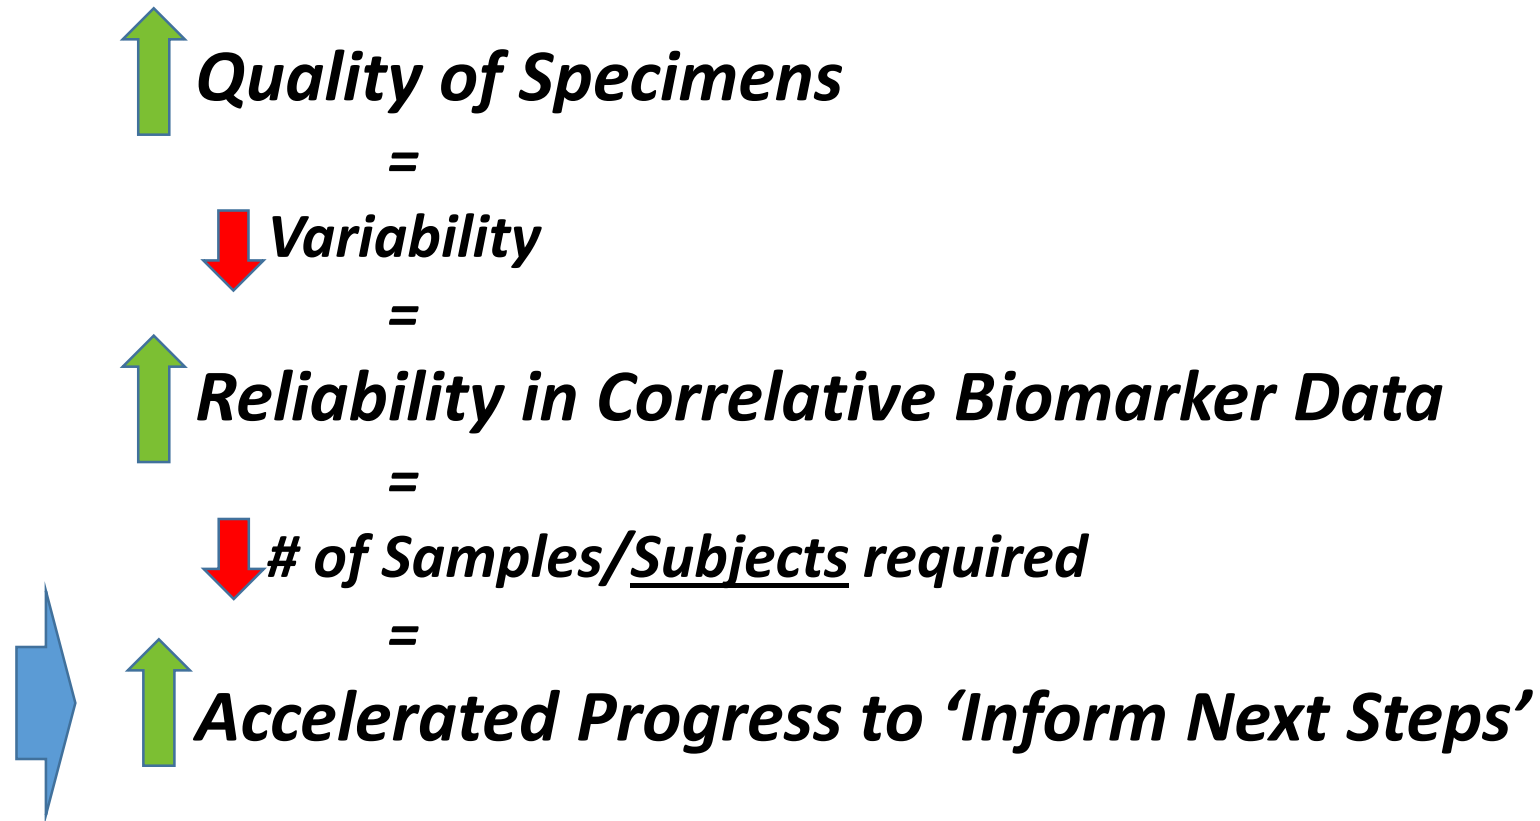 Quality of Specimens
=
Variability
=
Reliability in Correlative Biomarker Data
=
# of Samples/Subjects required
=
Accelerated Progress to ‘Inform Next Steps’